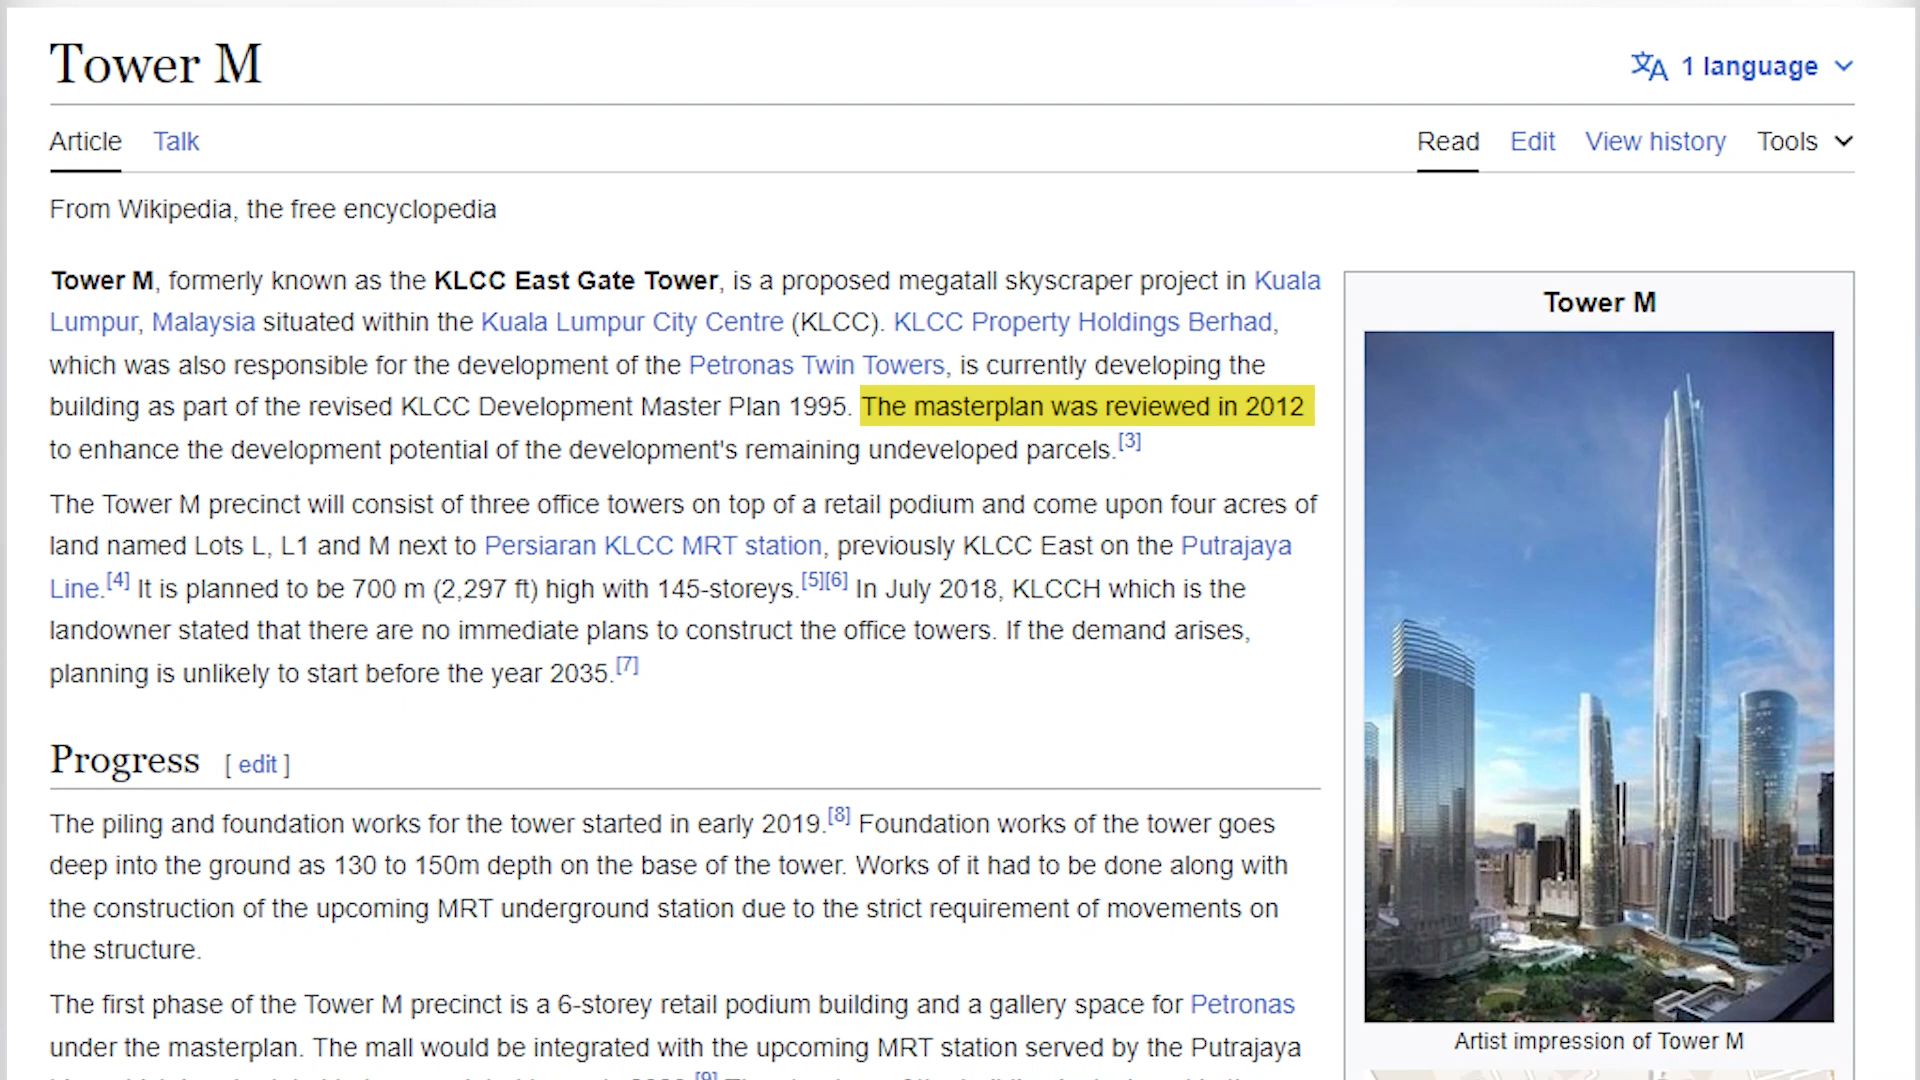 Tower M
1 language
Article Talk
Read Edit View history Tools
From Wikipedia, the free encyclopedia
Tower M, formerly known as the KLCC East Gate Tower, is a proposed megatall skyscraper project in Kuala
Lumpur, Malaysia situated within the Kuala Lumpur City Centre (KLCC). KLCC Property Holdings Berhad,
which was also responsible for the development of the Petronas Twin Towers, is currently developing the
building as part of the revised KLCC Development Master Plan 1995. The masterplan was reviewed in 2012
to enhance the development potential of the development's remaining undeveloped parcels.[3]
The Tower M precinct will consist of three office towers on top of a retail podium and come upon four acres of
land named Lots L, L1 and M next to Persiaran KLCC MRT station, previously KLCC East on the Putrajaya
Line.[4] It is planned to be 700 m (2,297 ft) high with 145-storeys.[5][6] In July 2018, KLCCH which is the
landowner stated that there are no immediate plans to construct the office towers. If the demand arises,
planning is unlikely to start before the year 2035.[7]
Progress [ edit ]
The piling and foundation works for the tower started in early 2019.[8] Foundation works of the tower goes
deep into the ground as 130 to 150m depth on the base of the tower. Works of it had to be done along with
the construction of the upcoming MRT underground station due to the strict requirement of movements on
the structure.
The first phase of the Tower M precinct is a 6-storey retail podium building and a gallery space for Petronas
under the masterplan. The mall would be integrated with the upcoming MRT station served by the Putrajaya
[9]
Tower M
Artist impression of Tower M